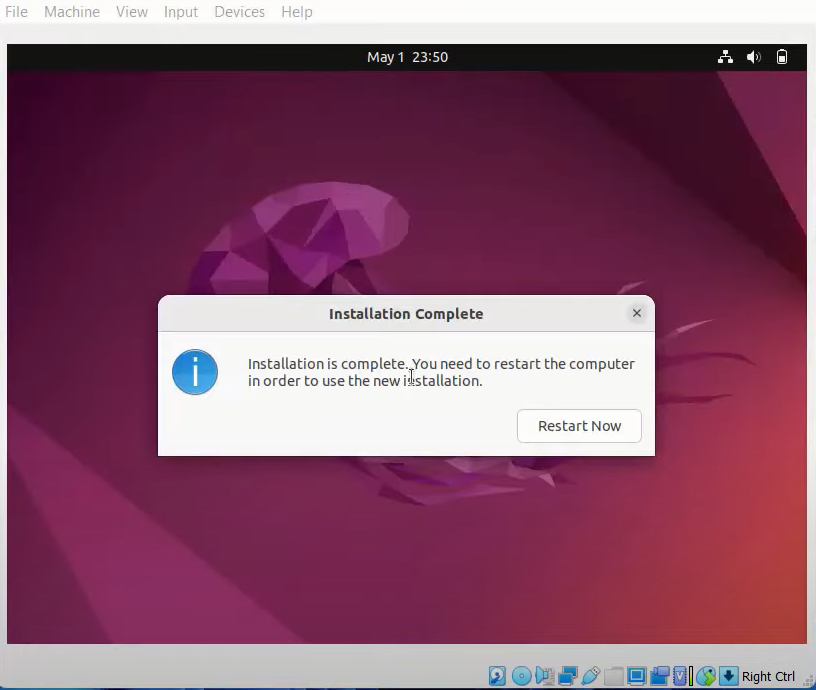 File Machine View Input Devices Help
May 1 23:50
Installation Complete
Installation is complete. You need to restart the computer
in order to use the new installation.
Restart Now
Right Ctrl